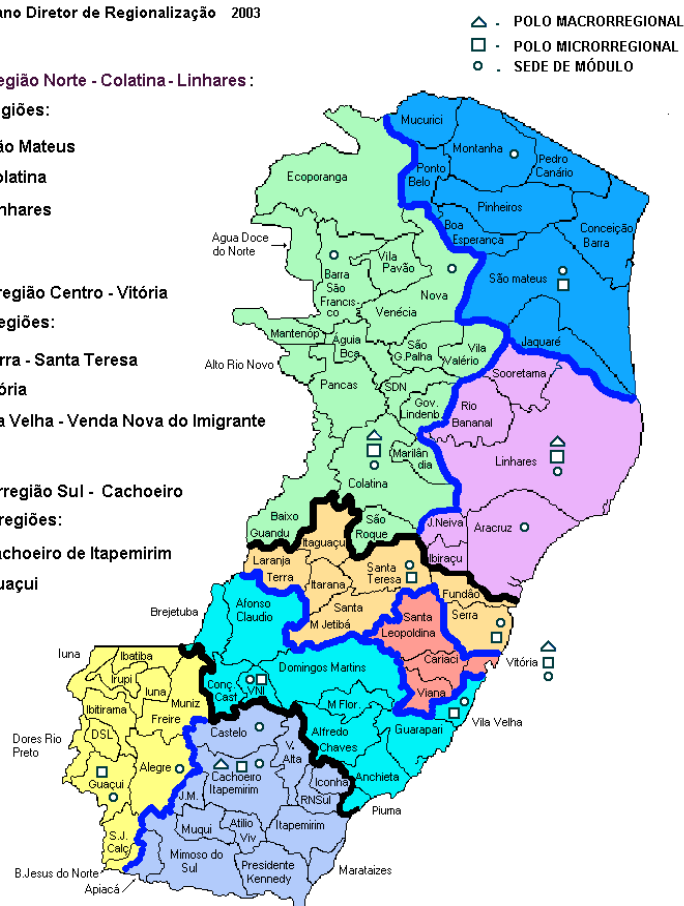 ano Diretor de Regionalização 2003
POLO MACRORREGIONAL
POLO MICRORREGIONAL
SEDE DE MÓDULO
egião Norte - Colatina - Linhares :
giões:
ão Mateus
olatina
nhares
região Centro - Vitória
egiões:
rra - Santa Teresa
ória
a Velha - Venda Nova do Imigrante
rregião Sul - Cachoeiro
regiões:
achoeiro de Itapemirim
uaçui
Mucurici
Montanha
Pedro
Canário
Ponto
Belo
Ecoporanga
Pinheiros
Boa
Esperança
Conceição
Barra
Agua Doce
do Norte
Vila
Pavão
Barra
São
Francis-
co
Nova
Venécia
São mateus
Mantenóp
Águia
Bca
São
G.Palha
Vila
Valério
Jaquaré
Alto Rio Novo
Sooretama
Pancas
SDN
Gov.
Lindenb.
Rio
Bananal
Marilân
dia
Linhares
Colatina
Baixo
Guandu
São
Roque
J.Neiva
Aracruz
Itaguaçu
Ibiraçu
Laranja
Terra
Santa
Teresa
Itarana
Fundão
Brejetuba
Afonso
Claudio
Santa
M Jetibá
Santa
Leopoldina
Serra
Iuna
Ibatiba
Domingos Martins
Cariaci
Vitória
Irupi
Iuna
Conç.
Cast
VNI
Viana
Ibitirama
Muniz
Freire
M Flor.
Vila Velha
Dores Rio
Preto
DSL
Castelo
Alfredo
Chaves
Guarapari
V.
Alta
Guaçui
Alegre
Cachoeiro
Itapemirim
Iconha
Anchieta
J.M.
RNSul
Piuma
S.J.
Calç
Muqui
Atilio
Viv
Itapemirim
Mimoso do
Sul
Presidente
Kennedy
Marataizes
B.Jesus do Norte
Apiacá